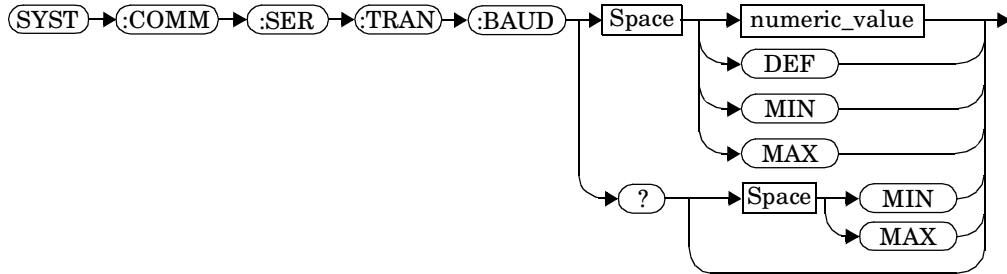 SYST :COMM :SER :TRAN :BAUD Space numeric_value
DEF
MIN
MAX
? Space MIN
MAX